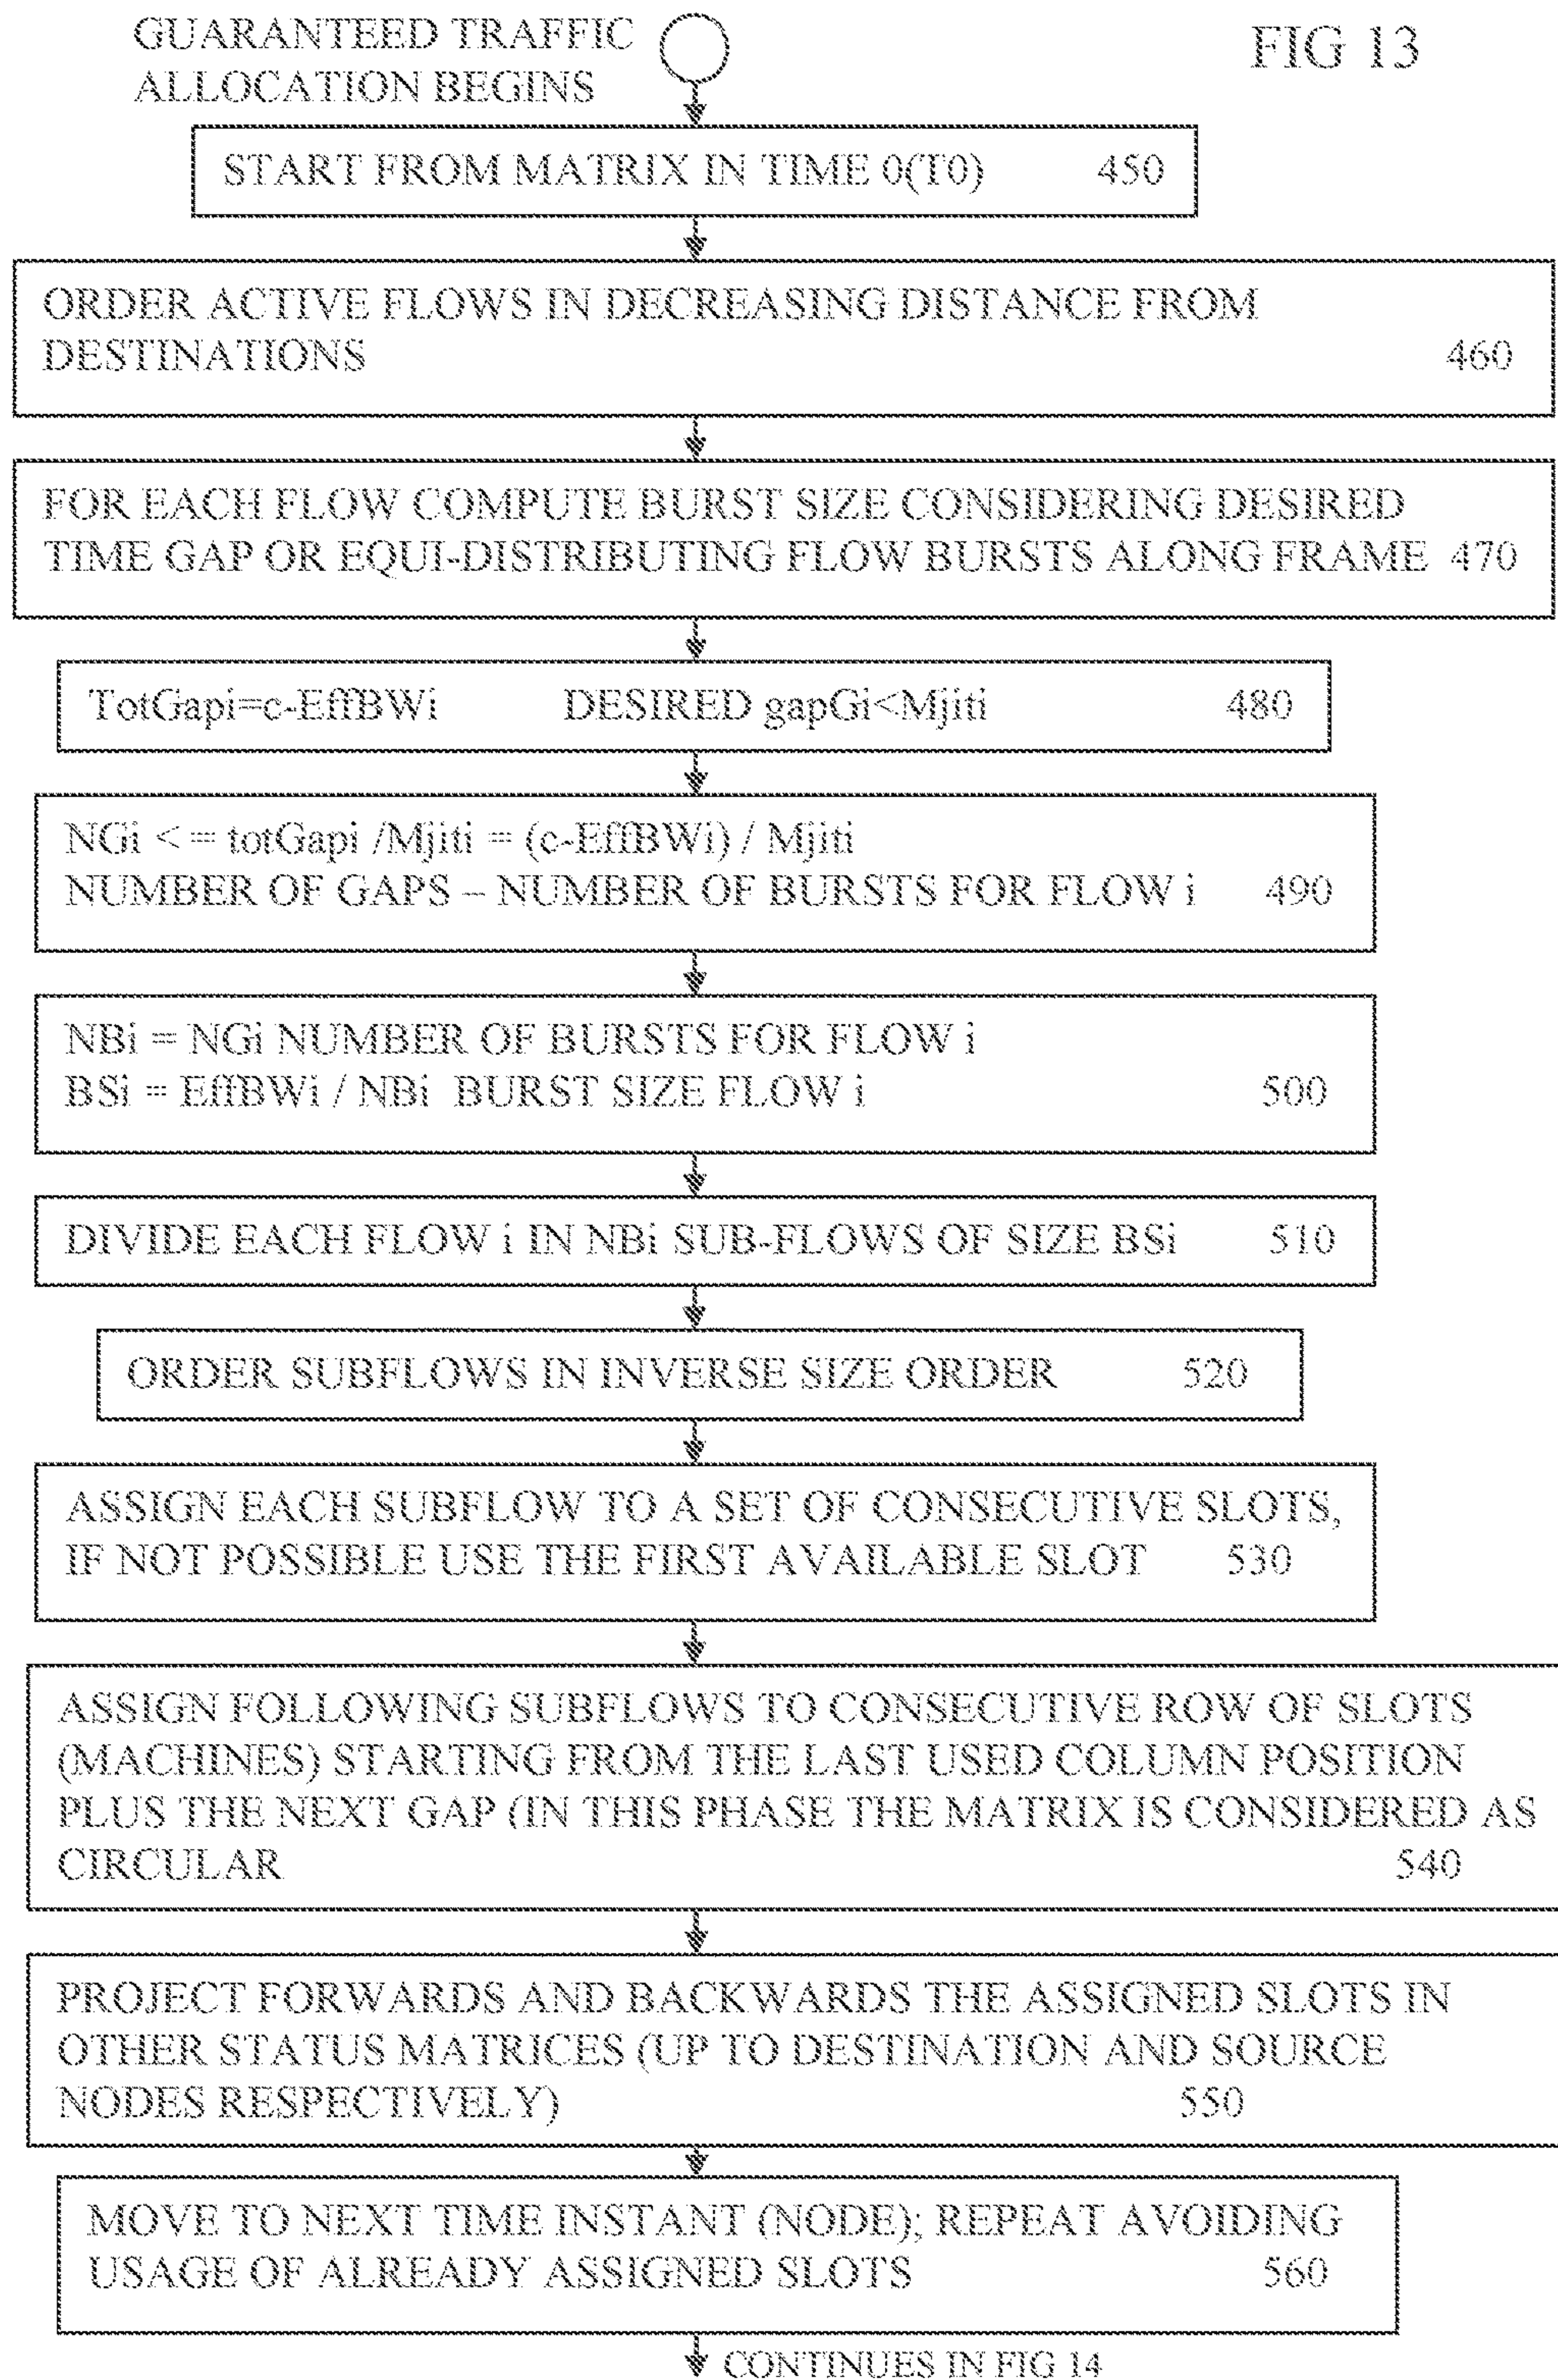 GUARANTEED TRAFFIC
ALLOCATION BEGINS
FIG 13
START FROM MATRIX IN TIME 0(T0) 450
ORDER ACTIVE FLOWS IN DECREASING DISTANCE FROM
DESTINATIONS 460
FOR EACH FLOW COMPUTE BURST SIZE CONSIDERING DESIRED
TIME GAP OR EQUI-DISTRIBUTING FLOW BURSTS ALONG FRAME 470
TotGapi=c-EffBWi DESIRED gapGi<Mjiti 480
NGi <= totGapi /Mjiti = (c-EffBWi) / Mjiti
NUMBER OF GAPS – NUMBER OF BURSTS FOR FLOW i 490
NBi = NGi NUMBER OF BURSTS FOR FLOW i
BSi = EffBWi / NBi BURST SIZE FLOW i 500
DIVIDE EACH FLOW i IN NBi SUB-FLOWS OF SIZE BSi 510
ORDER SUBFLOWS IN INVERSE SIZE ORDER 520
ASSIGN EACH SUBFLOW TO A SET OF CONSECUTIVE SLOTS,
IF NOT POSSIBLE USE THE FIRST AVAILABLE SLOT 530
ASSIGN FOLLOWING SUBFLOWS TO CONSECUTIVE ROW OF SLOTS
(MACHINES) STARTING FROM THE LAST USED COLUMN POSITION
PLUS THE NEXT GAP (IN THIS PHASE THE MATRIX IS CONSIDERED AS
CIRCULAR 540
PROJECT FORWARDS AND BACKWARDS THE ASSIGNED SLOTS IN
OTHER STATUS MATRICES (UP TO DESTINATION AND SOURCE
NODES RESPECTIVELY) 550
MOVE TO NEXT TIME INSTANT (NODE); REPEAT AVOIDING
USAGE OF ALREADY ASSIGNED SLOTS 560
CONTINUES IN FIG 14